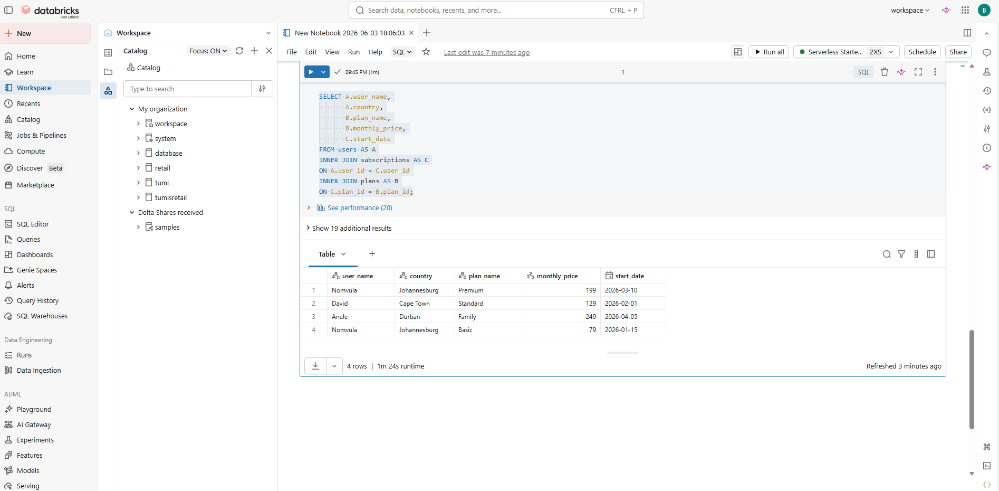 databricks
Free Edition
Search data, notebooks, recents, and more...
CTRL + P
workspace
B
New
Home
Learn
Workspace
Recents
Catalog
Jobs & Pipelines
Compute
Discover Beta
Marketplace
SQL
SQL Editor
Queries
Dashboards
Genie Spaces
Alerts
Query History
SQL Warehouses
Data Engineering
Runs
Data Ingestion
AI/ML
Playground
AI Gateway
Experiments
Features
Models
Serving
Workspace
Catalog
Focus: ON
Catalog
Type to search
My organization
workspace
system
database
retail
tumi
tumisretail
Delta Shares received
samples
New Notebook 2026-06-03 18:06:03
File Edit View Run Help SQL Last edit was 7 minutes ago
Run all Serverless Starte... 2XS Schedule Share
09:45 PM (1m) 1 SQL
SELECT A.user_name,
A.country,
B.plan_name,
B.monthly_price,
C.start_date
FROM users AS A
INNER JOIN subscriptions AS C
ON A.user_id = C.user_id
INNER JOIN plans AS B
ON C.plan_id = B.plan_id;
See performance (20)
Show 19 additional results
Table
user_name country plan_name monthly_price start_date
1 Nomvula Johannesburg Premium 199 2026-03-10
2 David Cape Town Standard 129 2026-02-01
3 Anele Durban Family 249 2026-04-05
4 Nomvula Johannesburg Basic 79 2026-01-15
4 rows | 1m 24s runtime
Refreshed 3 minutes ago